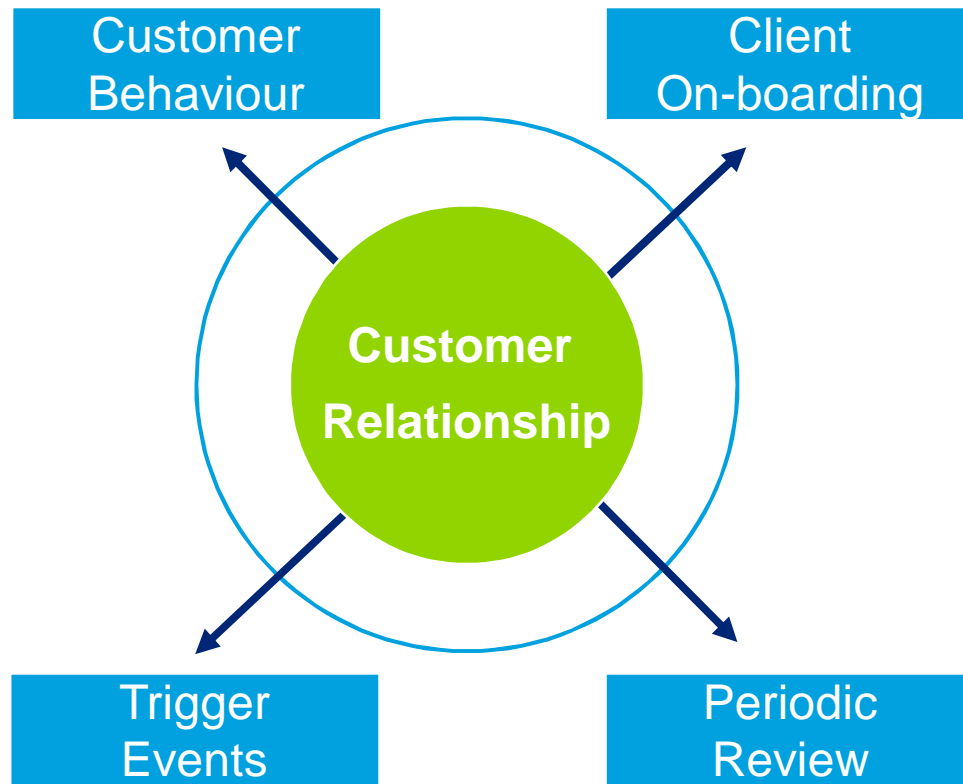 Customer
Behaviour
Client
On-boarding
Customer
Relationship
Trigger
Events
Periodic
Review